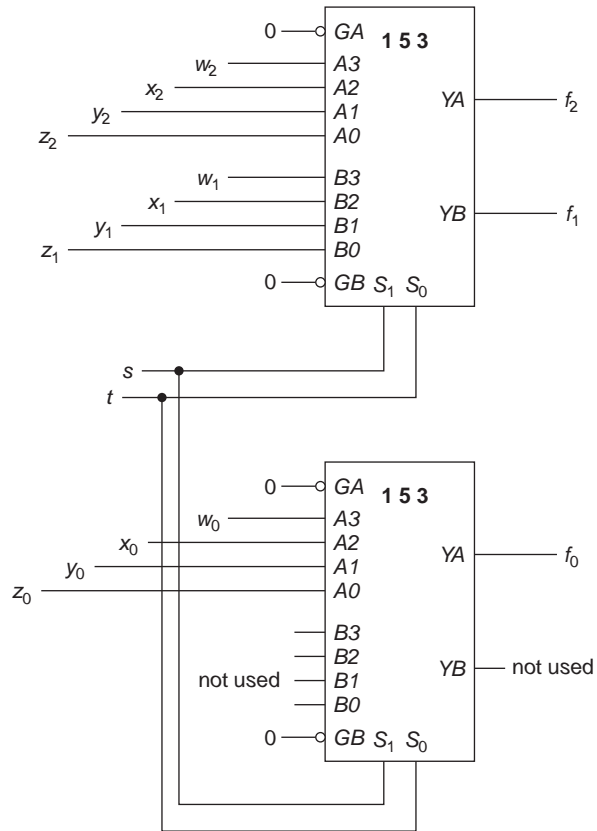 0 GA 1 5 3
w2 A3
x2 A2
y2 A1 YA f2
z2 A0
w1 B3
x1 B2 YB f1
y1 B1
z1 B0
0 GB S1 S0
s
t
0 GA 1 5 3
w0 A3
x0 A2 YA f0
y0 A1
z0 A0
B3
B2 YB not used
not used B1
B0
0 GB S1 S0